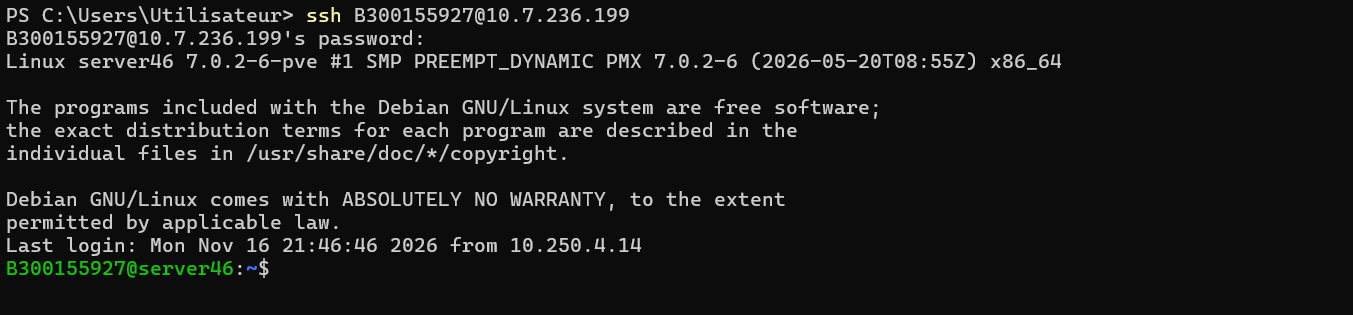 PS C:\Users\Utilisateur> ssh B300155927@10.7.236.199
B300155927@10.7.236.199's password:
Linux server46 7.0.2-6-pve #1 SMP PREEMPT_DYNAMIC PMX 7.0.2-6 (2026-05-20T08:55Z) x86_64
The programs included with the Debian GNU/Linux system are free software;
the exact distribution terms for each program are described in the
individual files in /usr/share/doc/*/copyright.
Debian GNU/Linux comes with ABSOLUTELY NO WARRANTY, to the extent
permitted by applicable law.
Last login: Mon Nov 16 21:46:46 2026 from 10.250.4.14
B300155927@server46:~$